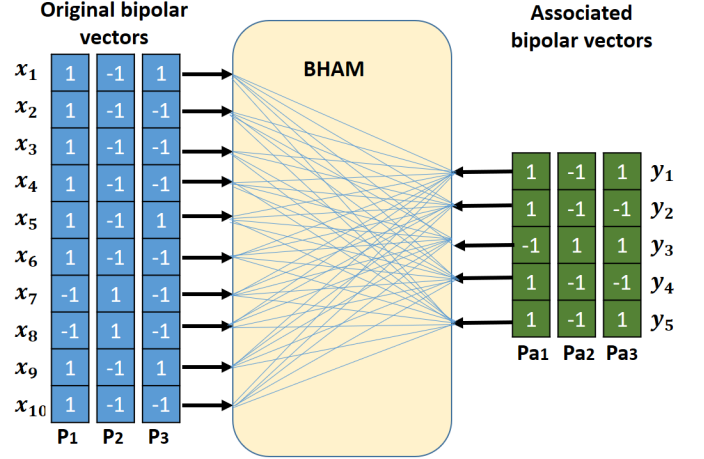 Original bipolar
vectors
Associated
bipolar vectors
BHAM
x1 1 -1 1
x2 1 -1 -1
x3 1 -1 -1
x4 1 -1 -1
x5 1 -1 1
x6 1 -1 -1
x7 -1 1 -1
x8 -1 1 -1
x9 1 -1 1
x10 1 -1 -1
P1 P2 P3
1 -1 1 y1
1 -1 -1 y2
-1 1 1 y3
1 -1 -1 y4
1 -1 1 y5
Pa1 Pa2 Pa3